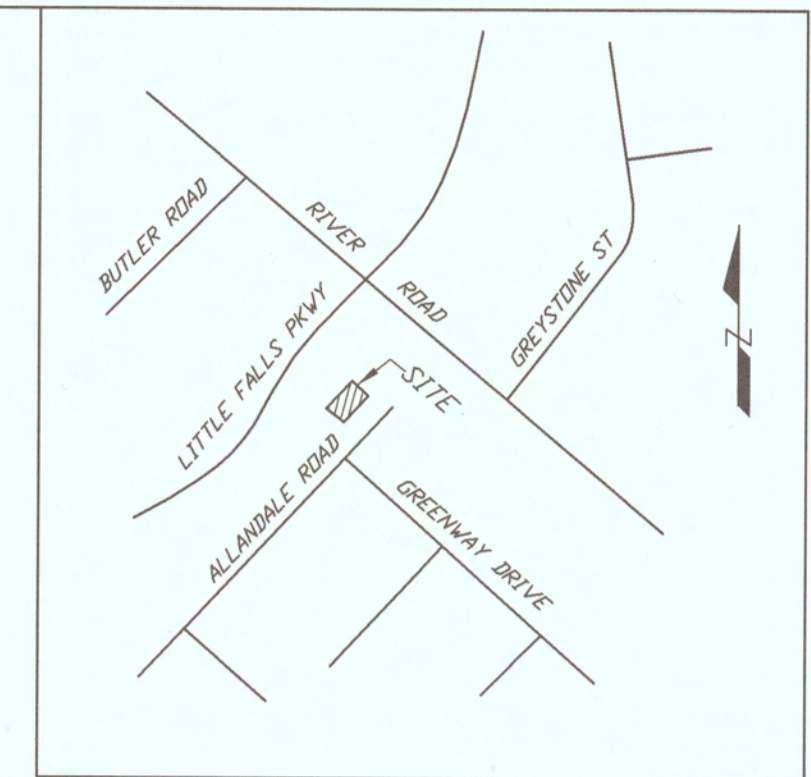 BUTLER ROAD
RIVER
ROAD
LITTLE FALLS PKWY
GREYSTONE ST
N
SITE
ALLANDALE ROAD
GREENWAY DRIVE